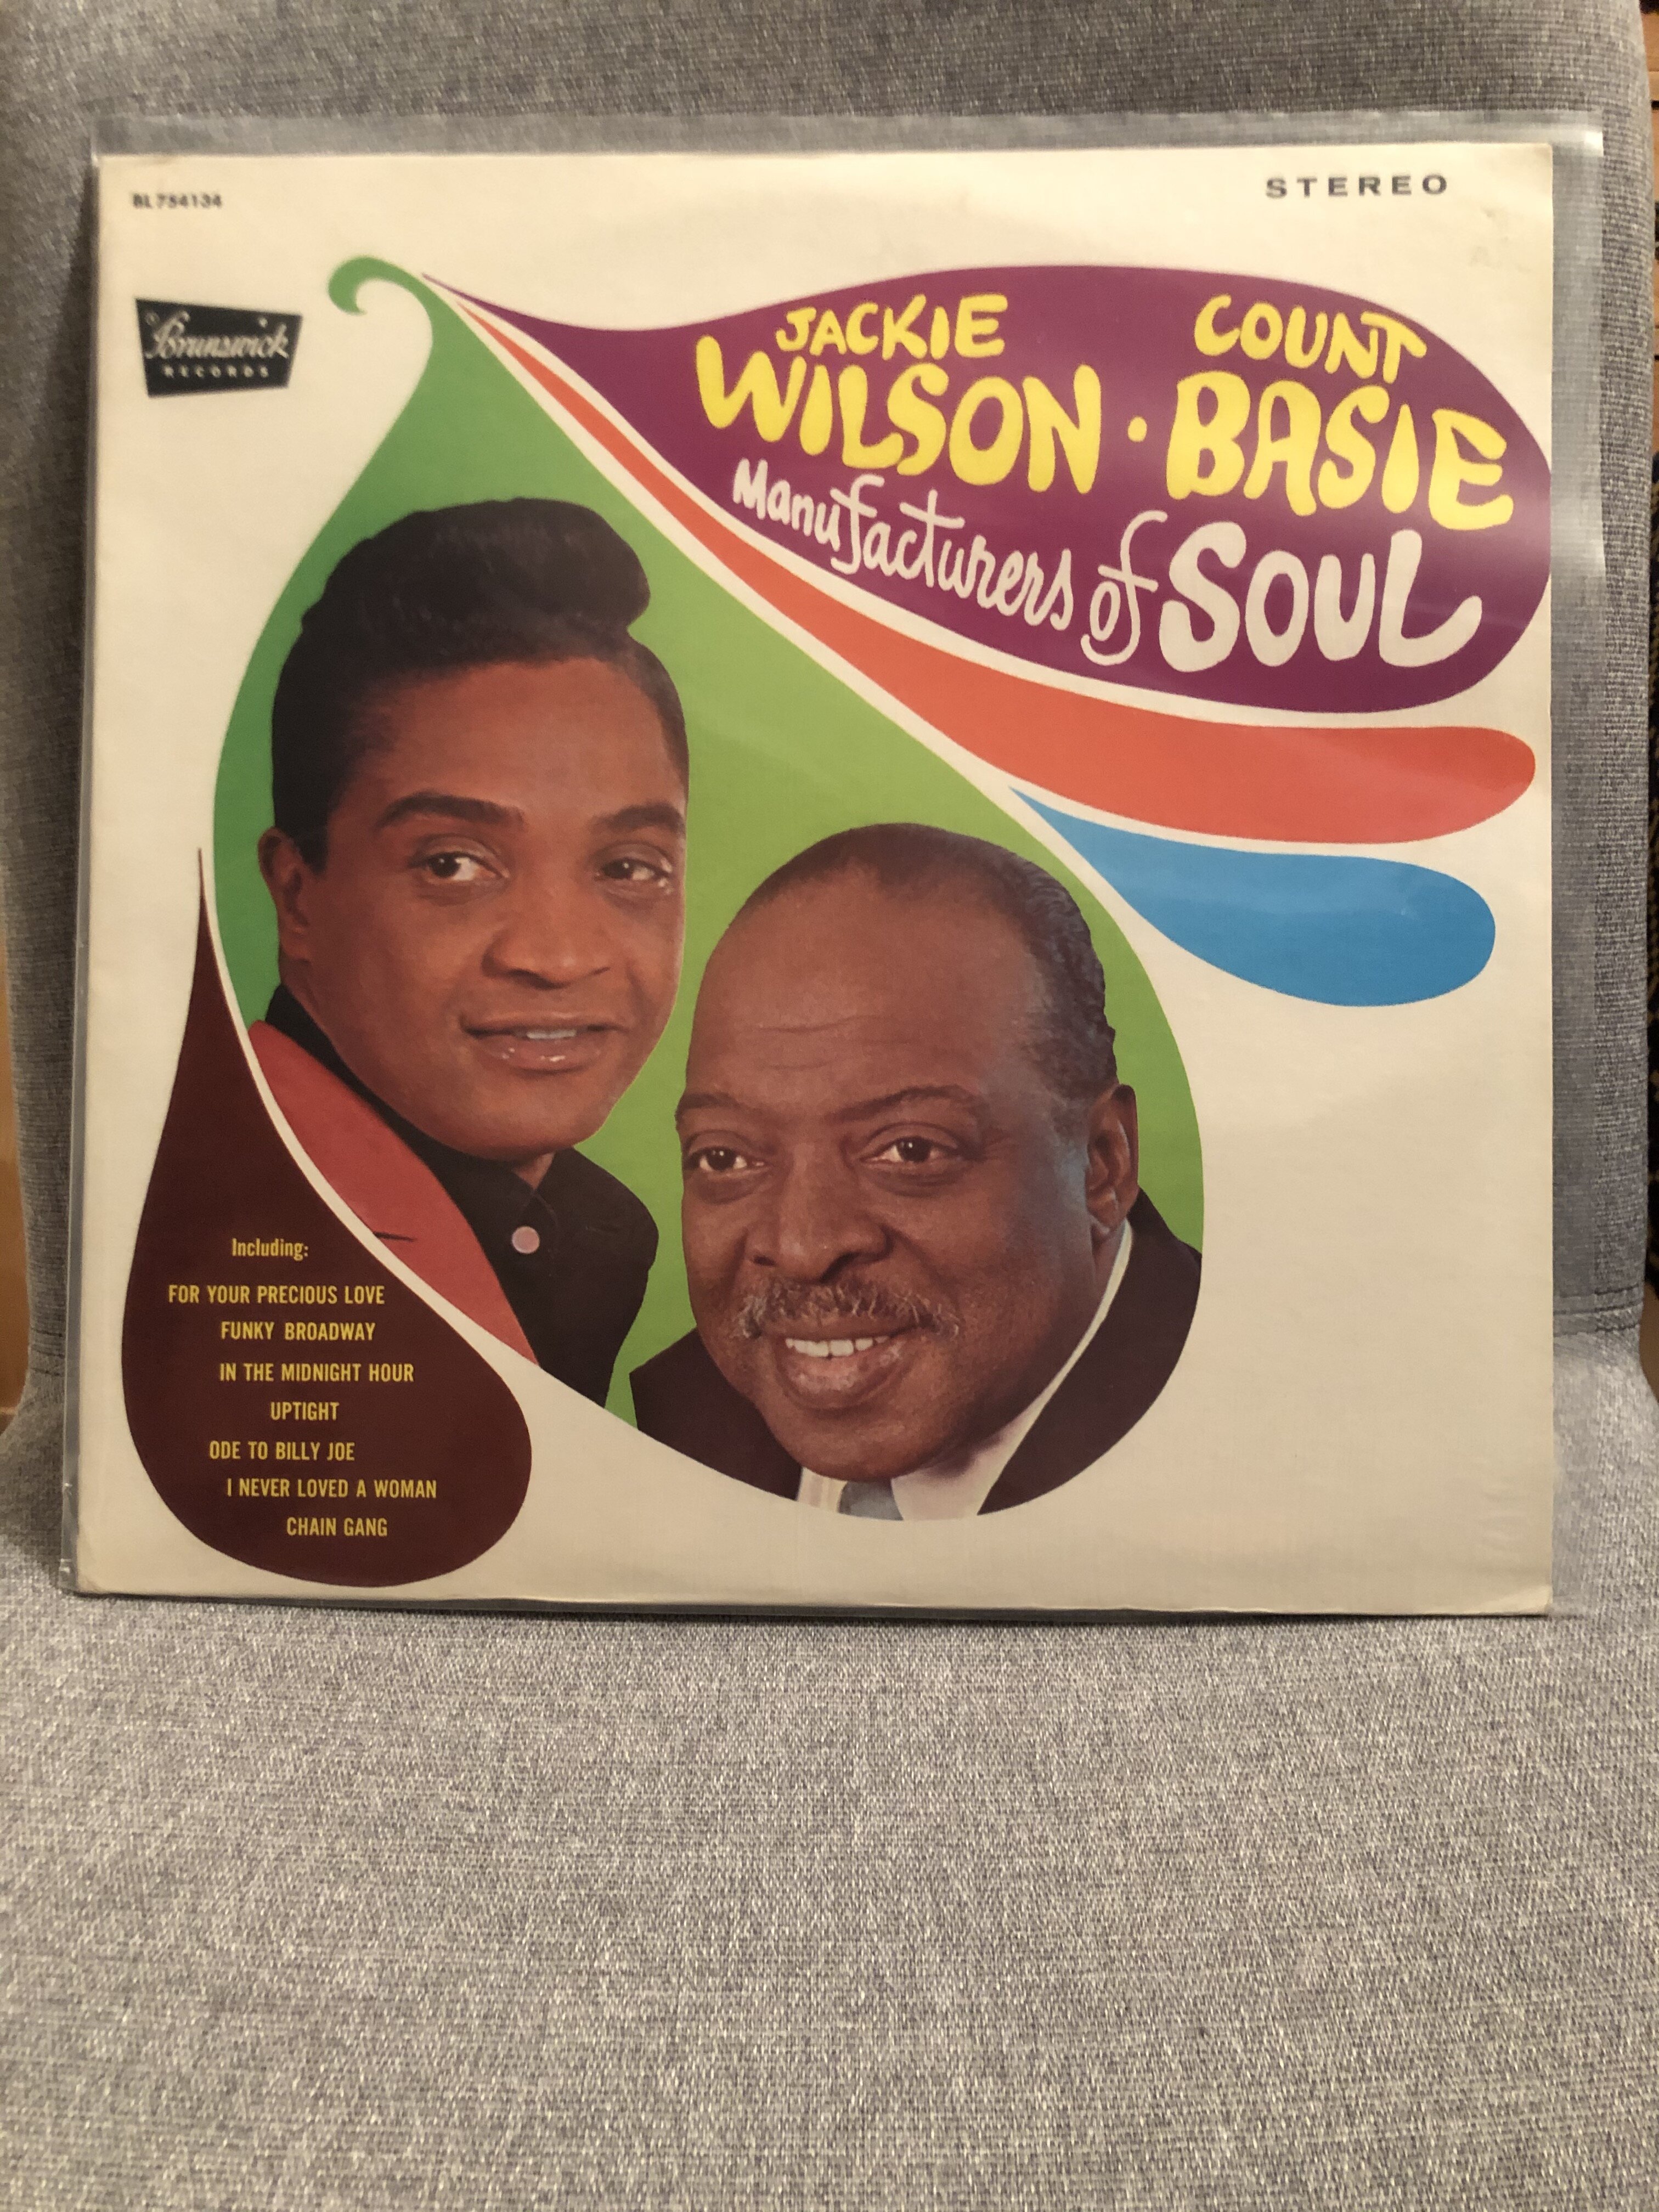 BL754134
STEREO
Brunswick
RECORDS
JACKIE COUNT
WILSON · BASIE
Manufacturers of SOUL
Including:
FOR YOUR PRECIOUS LOVE
FUNKY BROADWAY
IN THE MIDNIGHT HOUR
UPTIGHT
ODE TO BILLY JOE
I NEVER LOVED A WOMAN
CHAIN GANG